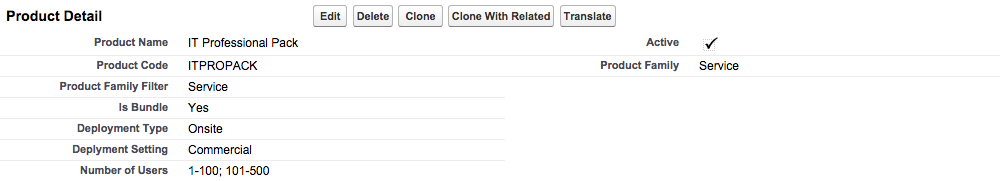 Product Detail Edit Delete Clone Clone With Related Translate
Product Name IT Professional Pack Active
Product Code ITPROPACK Product Family Service
Product Family Filter Service
Is Bundle Yes
Deployment Type Onsite
Deplyment Setting Commercial
Number of Users 1-100; 101-500